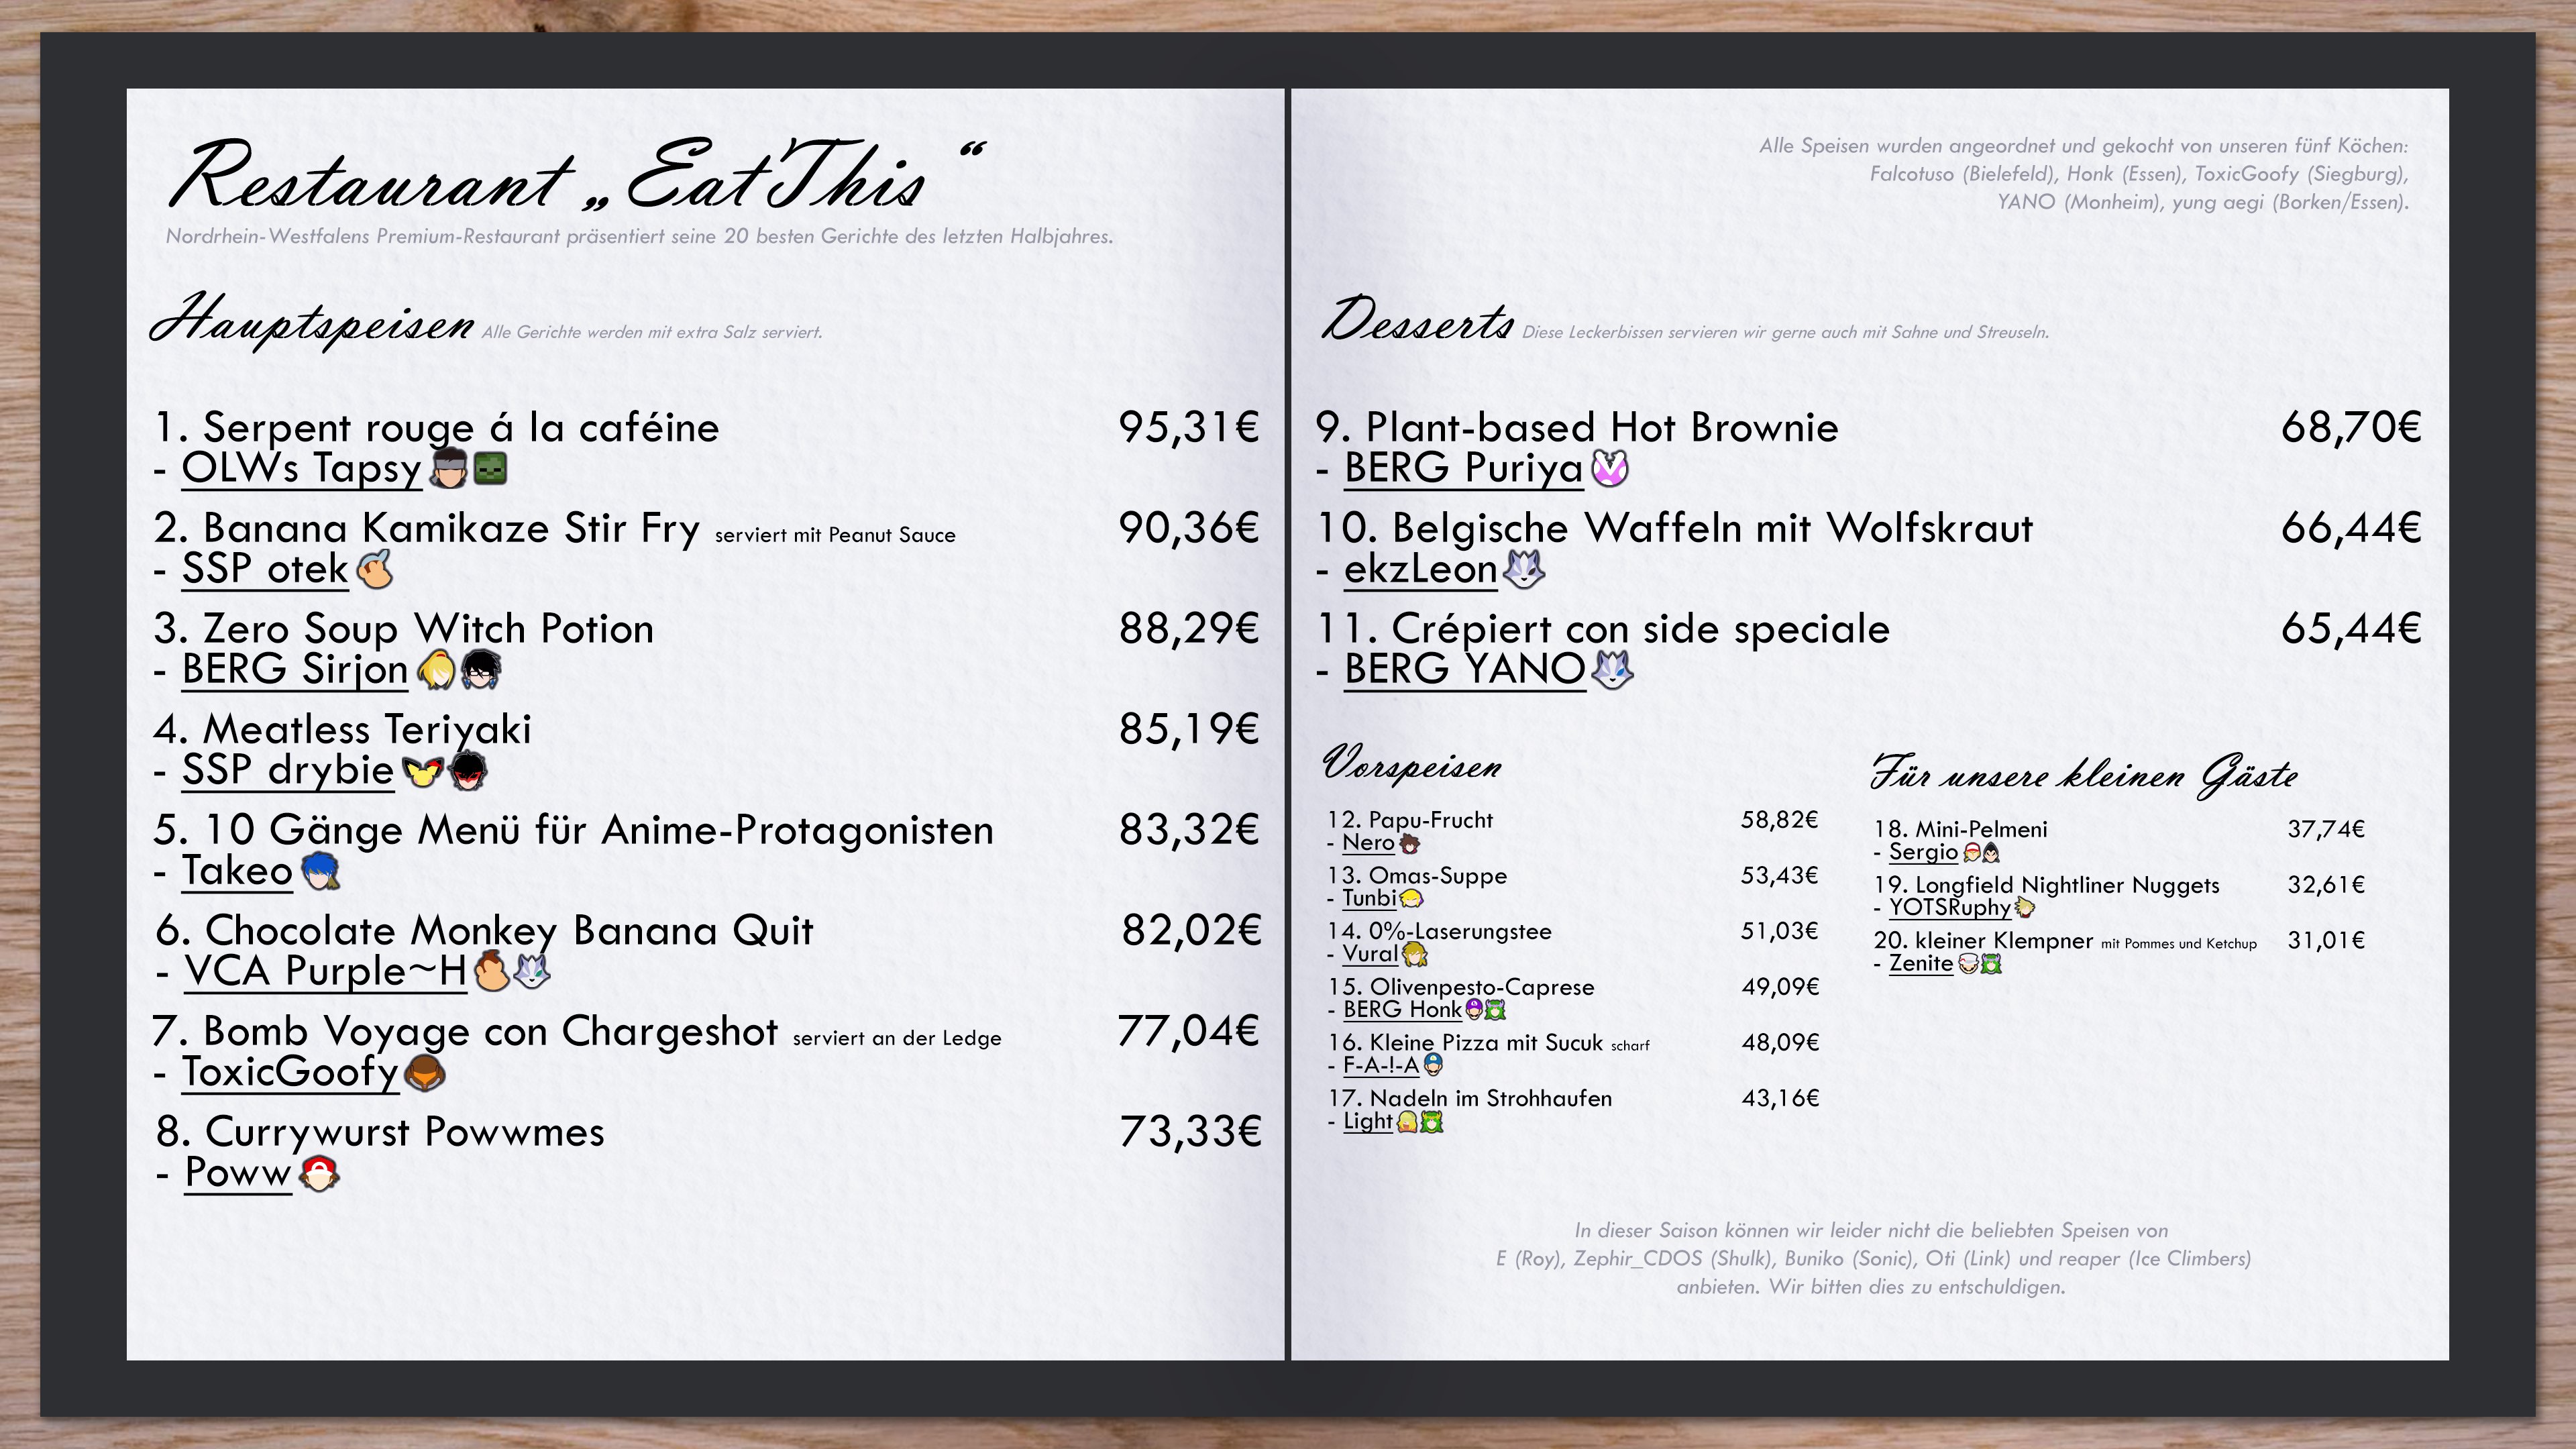 Restaurant „EatThis“
Nordrhein-Westfalens Premium-Restaurant präsentiert seine 20 besten Gerichte des letzten Halbjahres.
Hauptspeisen Alle Gerichte werden mit extra Salz serviert.
1. Serpent rouge á la caféine 95,31€
- OLWs Tapsy
2. Banana Kamikaze Stir Fry serviert mit Peanut Sauce 90,36€
- SSP otek
3. Zero Soup Witch Potion 88,29€
- BERG Sirjon
4. Meatless Teriyaki 85,19€
- SSP drybie
5. 10 Gänge Menü für Anime-Protagonisten 83,32€
- Takeo
6. Chocolate Monkey Banana Quit 82,02€
- VCA Purple~H
7. Bomb Voyage con Chargeshot serviert an der Ledge 77,04€
- ToxicGoofy
8. Currywurst Powwmes 73,33€
- Poww
Alle Speisen wurden angeordnet und gekocht von unseren fünf Köchen:
Falcotuso (Bielefeld), Honk (Essen), ToxicGoofy (Siegburg),
YANO (Monheim), yung aegi (Borken/Essen).
Desserts Diese Leckerbissen servieren wir gerne auch mit Sahne und Streuseln.
9. Plant-based Hot Brownie 68,70€
- BERG Puriya
10. Belgische Waffeln mit Wolfskraut 66,44€
- ekzLeon
11. Crépiert con side speciale 65,44€
- BERG YANO
Vorspeisen
12. Papu-Frucht 58,82€
- Nero
13. Omas-Suppe 53,43€
- Tunbi
14. 0%-Laserungstee 51,03€
- Vural
15. Olivenpesto-Caprese 49,09€
- BERG Honk
16. Kleine Pizza mit Sucuk scharf 48,09€
- F-A-!-A
17. Nadeln im Strohhaufen 43,16€
- Light
Für unsere kleinen Gäste
18. Mini-Pelmeni 37,74€
- Sergio
19. Longfield Nightliner Nuggets 32,61€
- YOTSRuphy
20. kleiner Klempner mit Pommes und Ketchup 31,01€
- Zenite
In dieser Saison können wir leider nicht die beliebten Speisen von
E (Roy), Zephir_CDOS (Shulk), Buniko (Sonic), Oti (Link) und reaper (Ice Climbers)
anbieten. Wir bitten dies zu entschuldigen.